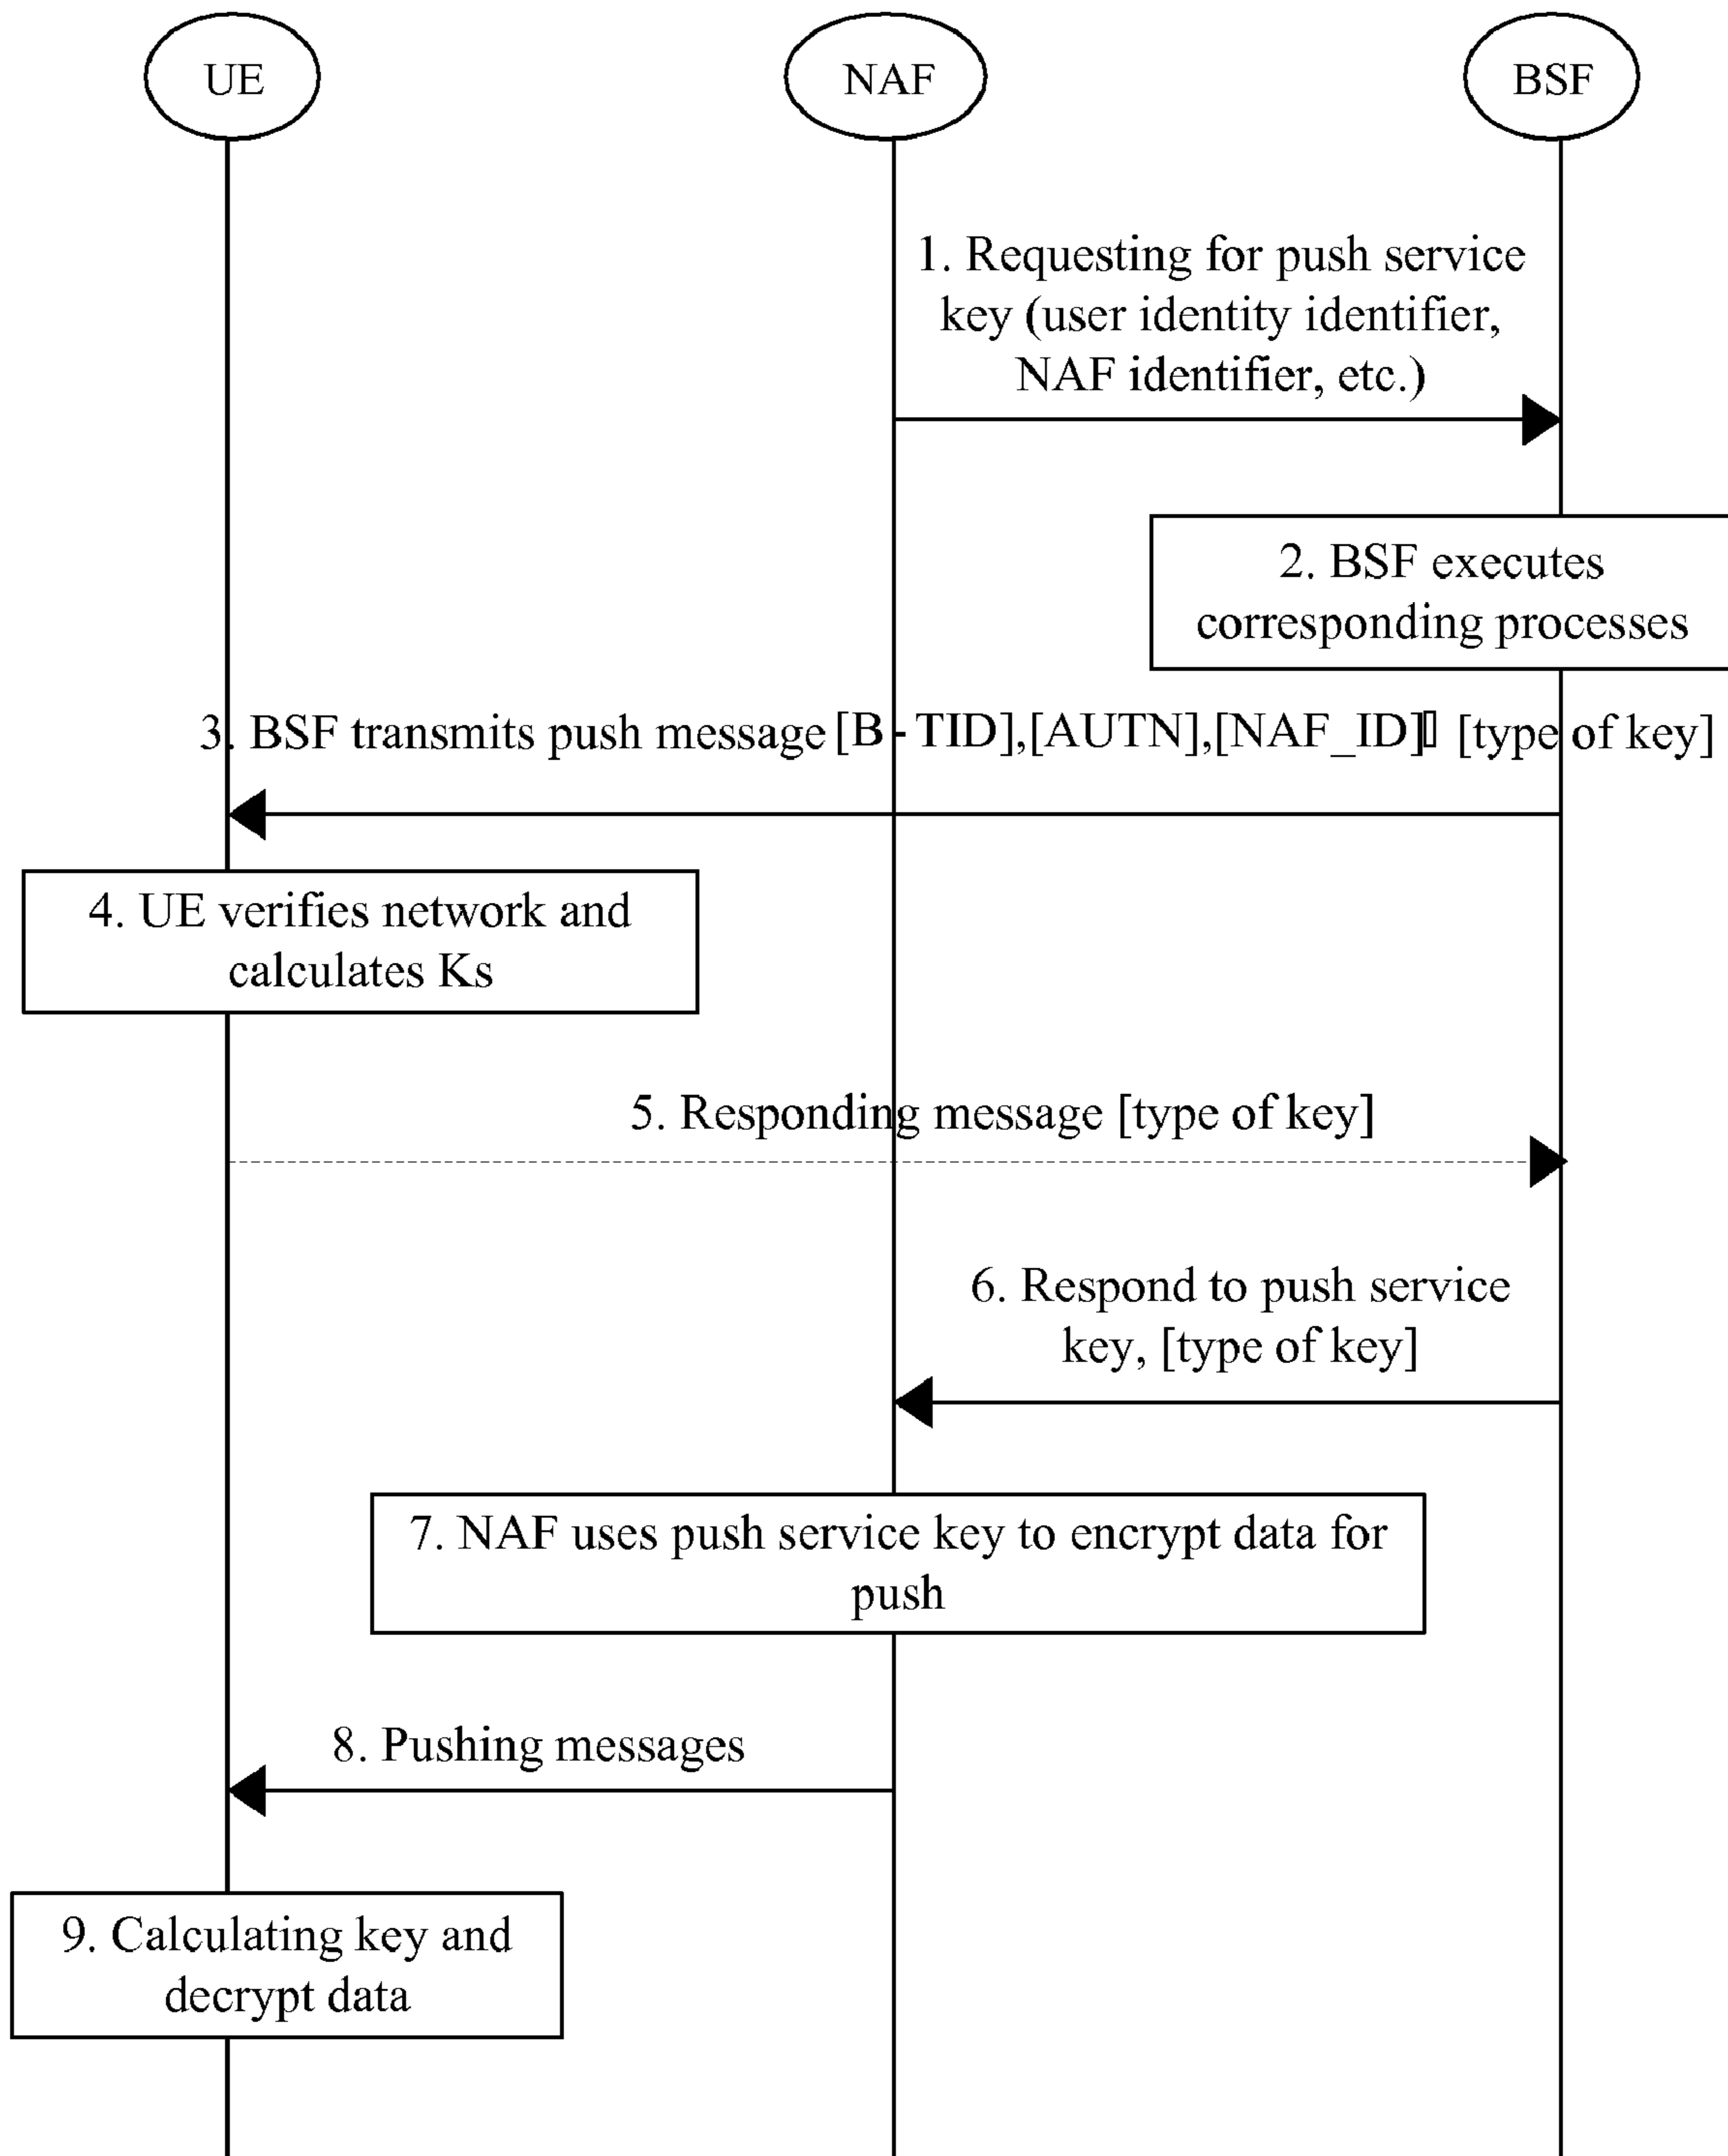 UE
NAF
BSF
1. Requesting for push service
key (user identity identifier,
NAF identifier, etc.)
2. BSF executes
corresponding processes
3. BSF transmits push message [B-TID],[AUTN],[NAF_ID]▯ [type of key]
4. UE verifies network and
calculates Ks
5. Responding message [type of key]
6. Respond to push service
key, [type of key]
7. NAF uses push service key to encrypt data for
push
8. Pushing messages
9. Calculating key and
decrypt data